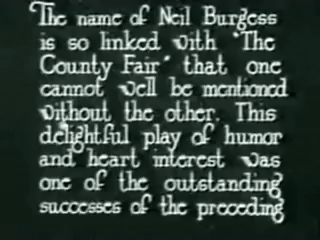 The name of Neil Burgess
is so linked with "The
County Fair" that one
cannot well be mentioned
without the other. This
delightful play of humor
and heart interest was
one of the outstanding
successes of the preceding